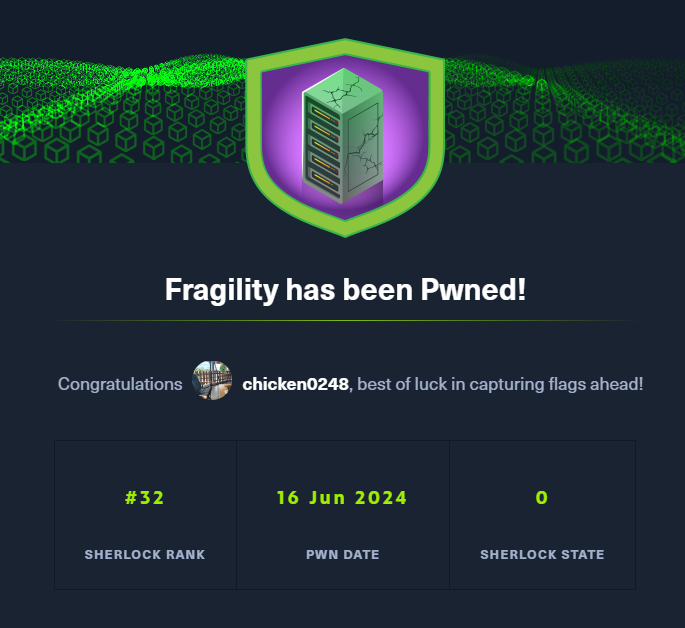 Fragility has been Pwned!
Congratulations chicken0248, best of luck in capturing flags ahead!
#32 16 Jun 2024 0
SHERLOCK RANK PWN DATE SHERLOCK STATE